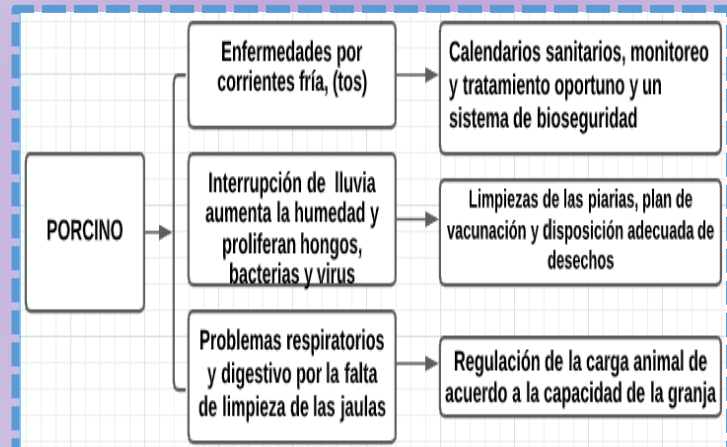 PORCINO
Enfermedades por
corrientes fría, (tos)
Calendarios sanitarios, monitoreo
y tratamiento oportuno y un
sistema de bioseguridad
Interrupción de lluvia
aumenta la humedad y
proliferan hongos,
bacterias y virus
Limpiezas de las piarias, plan de
vacunación y disposición adecuada de
desechos
Problemas respiratorios
y digestivo por la falta
de limpieza de las jaulas
Regulación de la carga animal de
acuerdo a la capacidad de la granja